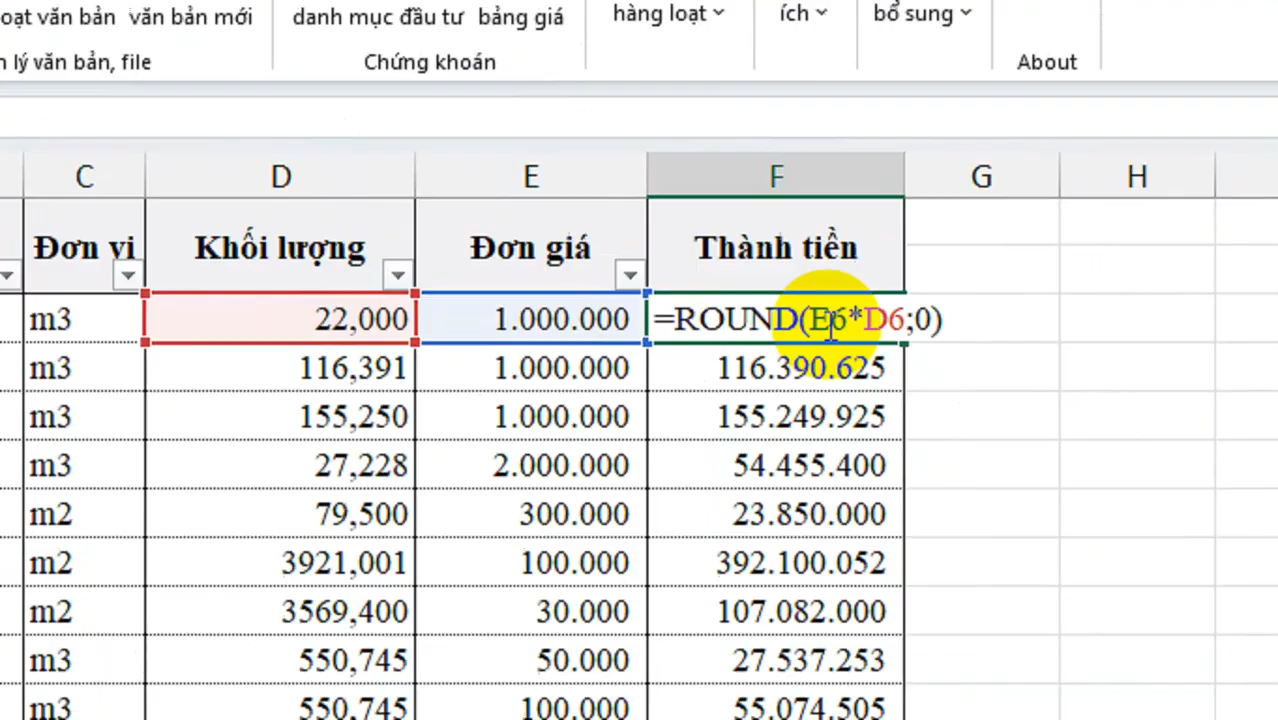 oạt văn bản văn bản mới danh mục đầu tư bảng giá hàng loạt ích bổ sung
lý văn bản, file Chứng khoán About
C D E F G H
Đơn vị Khối lượng Đơn giá Thành tiền
m3 22,000 1.000.000 =ROUND(E6*D6;0)
m3 116,391 1.000.000 116.390.625
m3 155,250 1.000.000 155.249.925
m3 27,228 2.000.000 54.455.400
m2 79,500 300.000 23.850.000
m2 3921,001 100.000 392.100.052
m2 3569,400 30.000 107.082.000
m3 550,745 50.000 27.537.253
m3 550,745 100.000 55.074.505